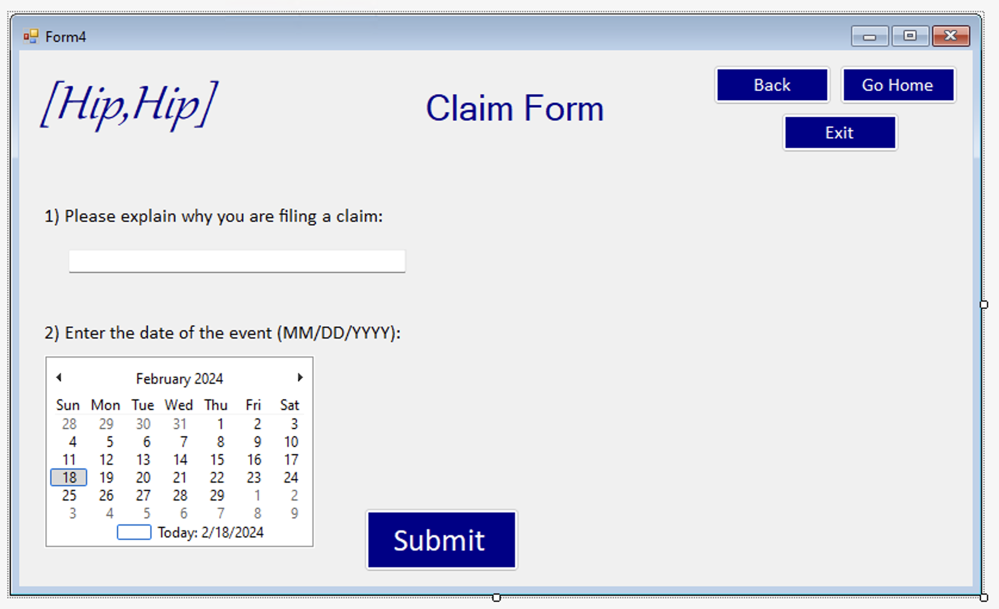 Form4
[Hip,Hip]
Claim Form
Back
Go Home
Exit
1) Please explain why you are filing a claim:
2) Enter the date of the event (MM/DD/YYYY):
February 2024
Sun Mon Tue Wed Thu Fri Sat
28 29 30 31 1 2 3
4 5 6 7 8 9 10
11 12 13 14 15 16 17
18 19 20 21 22 23 24
25 26 27 28 29 1 2
3 4 5 6 7 8 9
Today: 2/18/2024
Submit